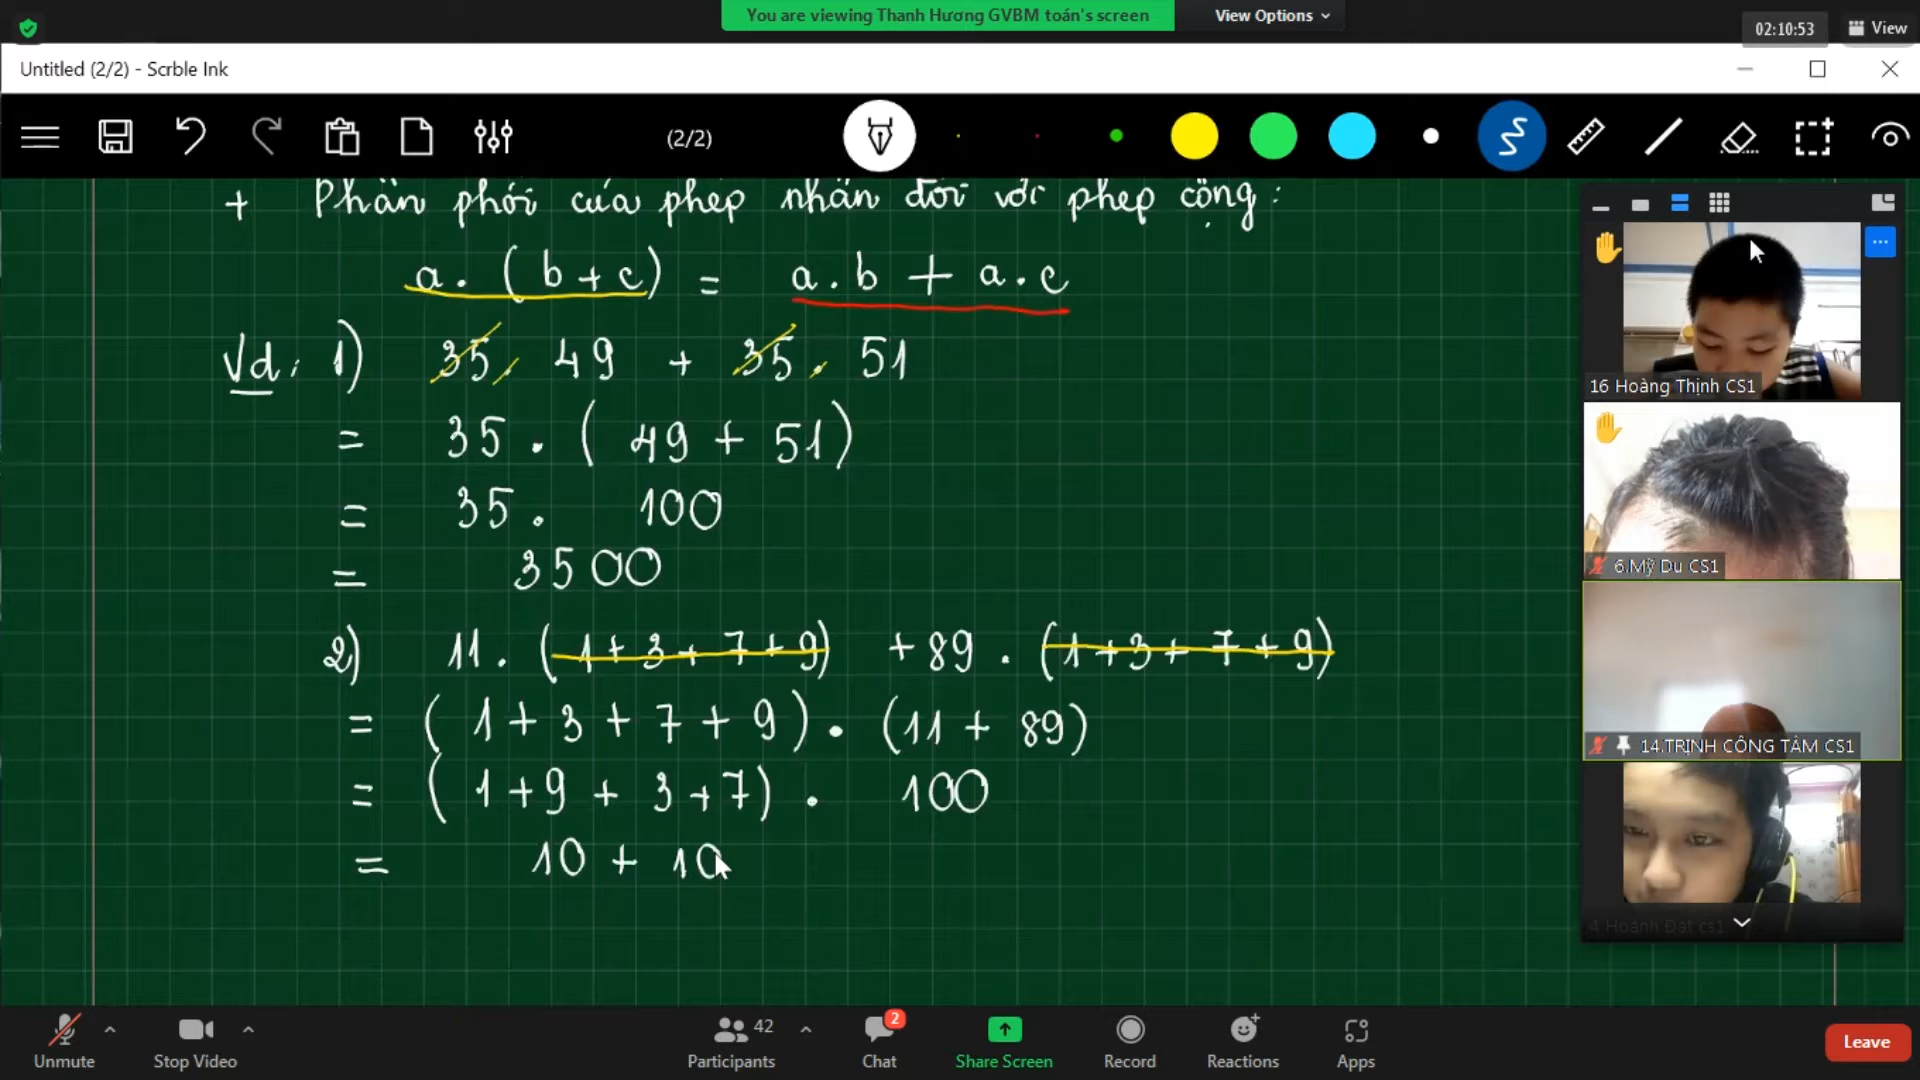 You are viewing Thanh Hương GVBM toán's screen
View Options
02:10:53
View
Untitled (2/2) - Scrble Ink
(2/2)
+ Phân phối của phép nhân đối với phép cộng :
a . ( b + c ) = a . b + a . c
Vd : 1) 35 . 49 + 35 . 51
= 35 . ( 49 + 51 )
= 35 . 100
= 3500
2) 11 . ( 1 + 3 + 7 + 9 ) + 89 . ( 1 + 3 + 7 + 9 )
= ( 1 + 3 + 7 + 9 ) . ( 11 + 89 )
= ( 1 + 9 + 3 + 7 ) . 100
= 10 + 10
16 Hoàng Thịnh CS1
6.Mỹ Du CS1
14.TRỊNH CÔNG TÂM CS1
4 Hoành Đạt cs1
Unmute
Stop Video
42
Participants
2
Chat
Share Screen
Record
Reactions
Apps
Leave